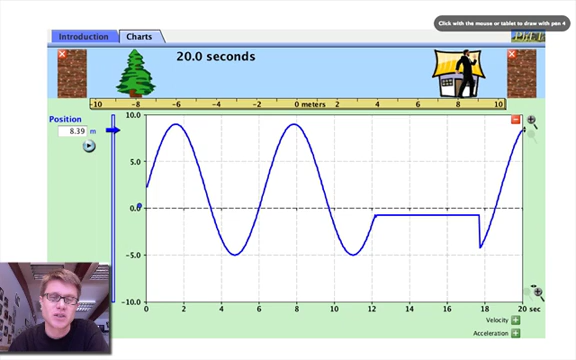 Click with the mouse or tablet to draw with pen 4
Introduction
Charts
20.0 seconds
-10 -8 -6 -4 -2 0 meters 2 4 6 8 10
Position
8.39 m
10.0
5.0
0.0
-5.0
-10.0
0 2 4 6 8 10 12 14 16 18 20 sec
Velocity
Acceleration